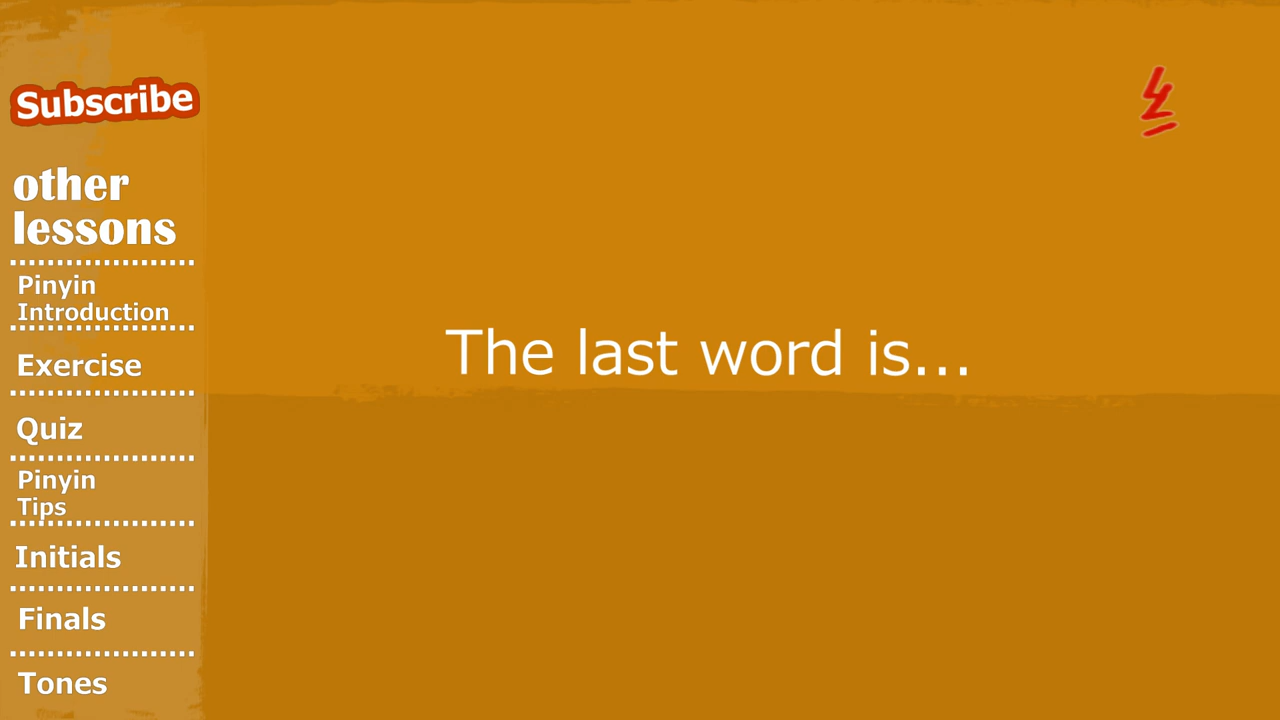 Subscribe
other
lessons
Pinyin
Introduction
Exercise
Quiz
Pinyin
Tips
Initials
Finals
Tones
The last word is...